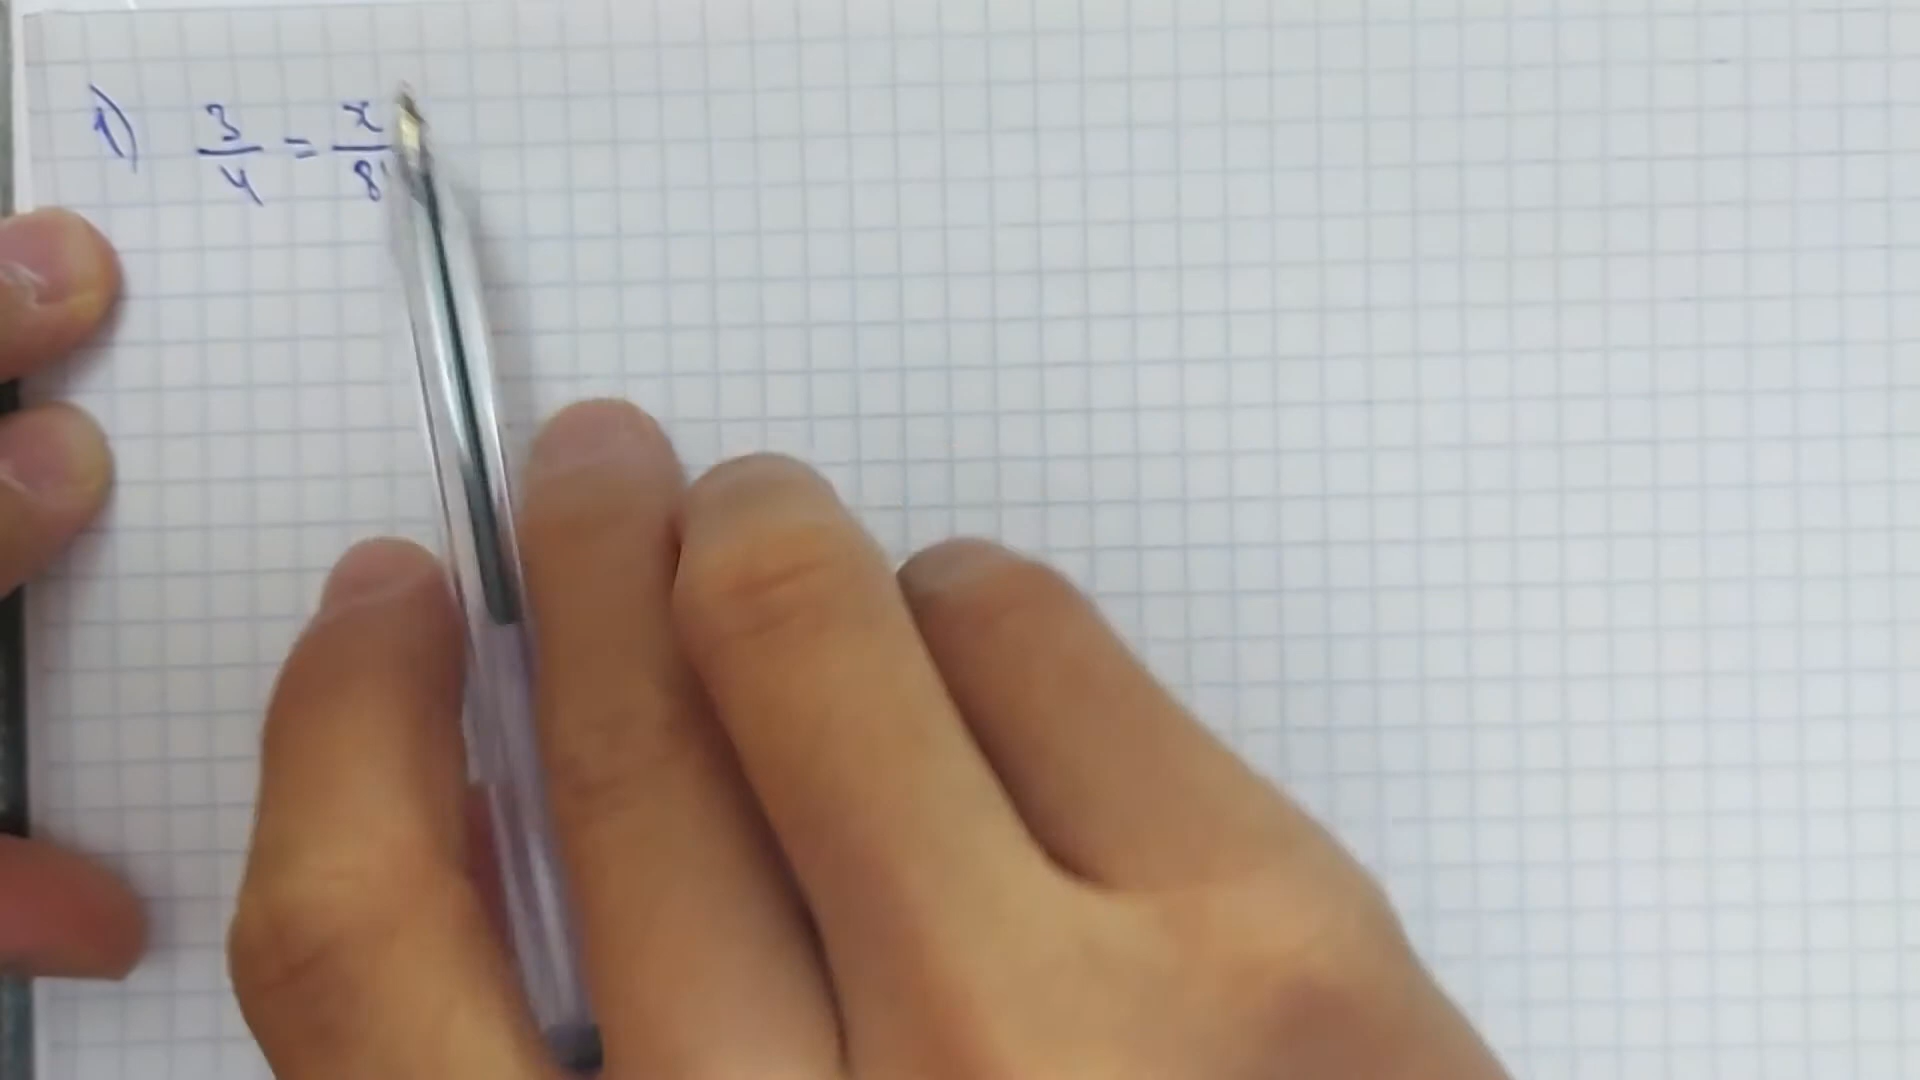 1) 3/4 = x/8